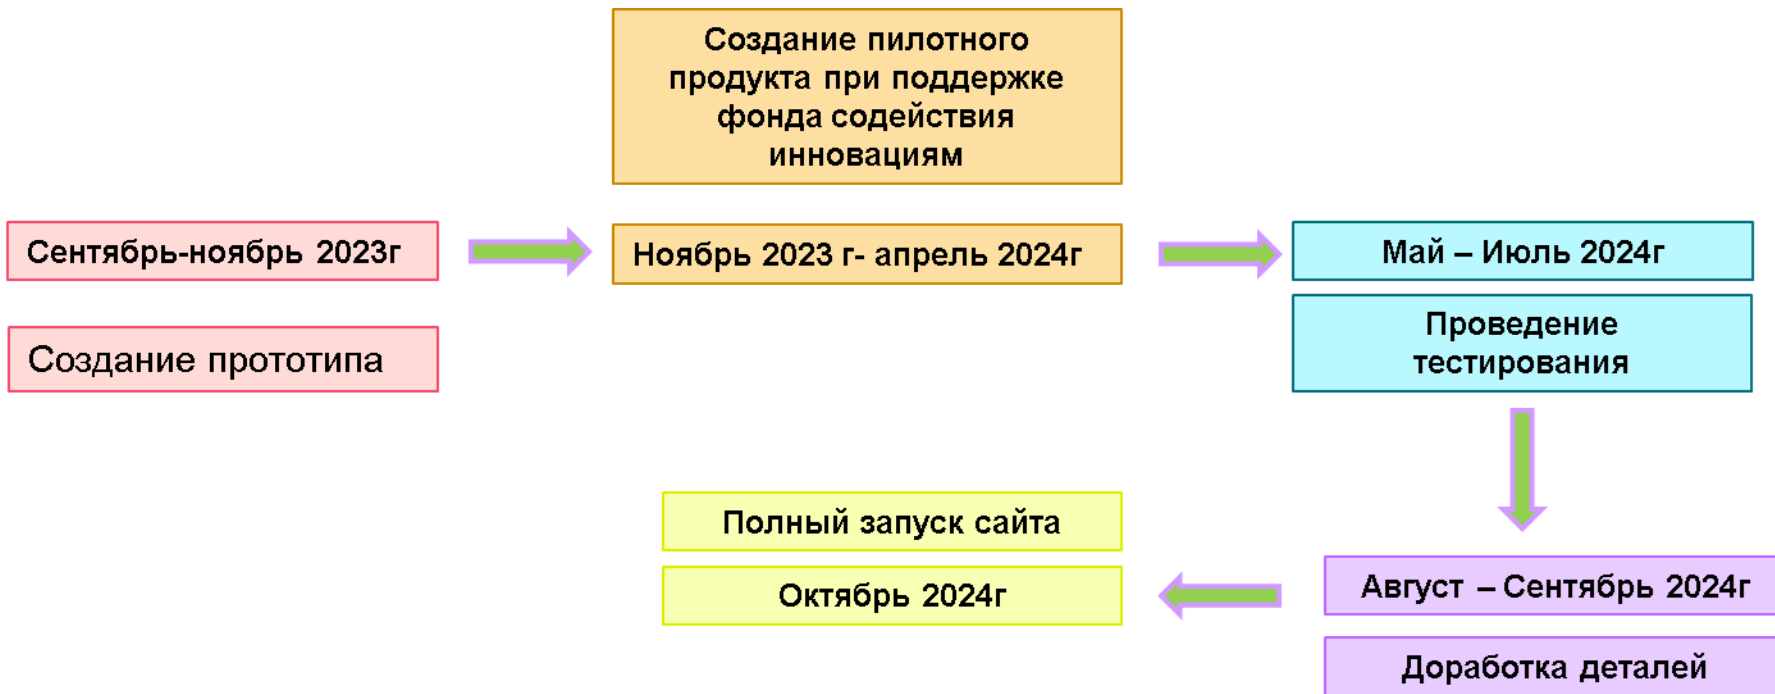 Создание пилотного
продукта при поддержке
фонда содействия
инновациям
Сентябрь-ноябрь 2023г
Ноябрь 2023 г- апрель 2024г
Май – Июль 2024г
Создание прототипа
Проведение
тестирования
Полный запуск сайта
Октябрь 2024г
Август – Сентябрь 2024г
Доработка деталей